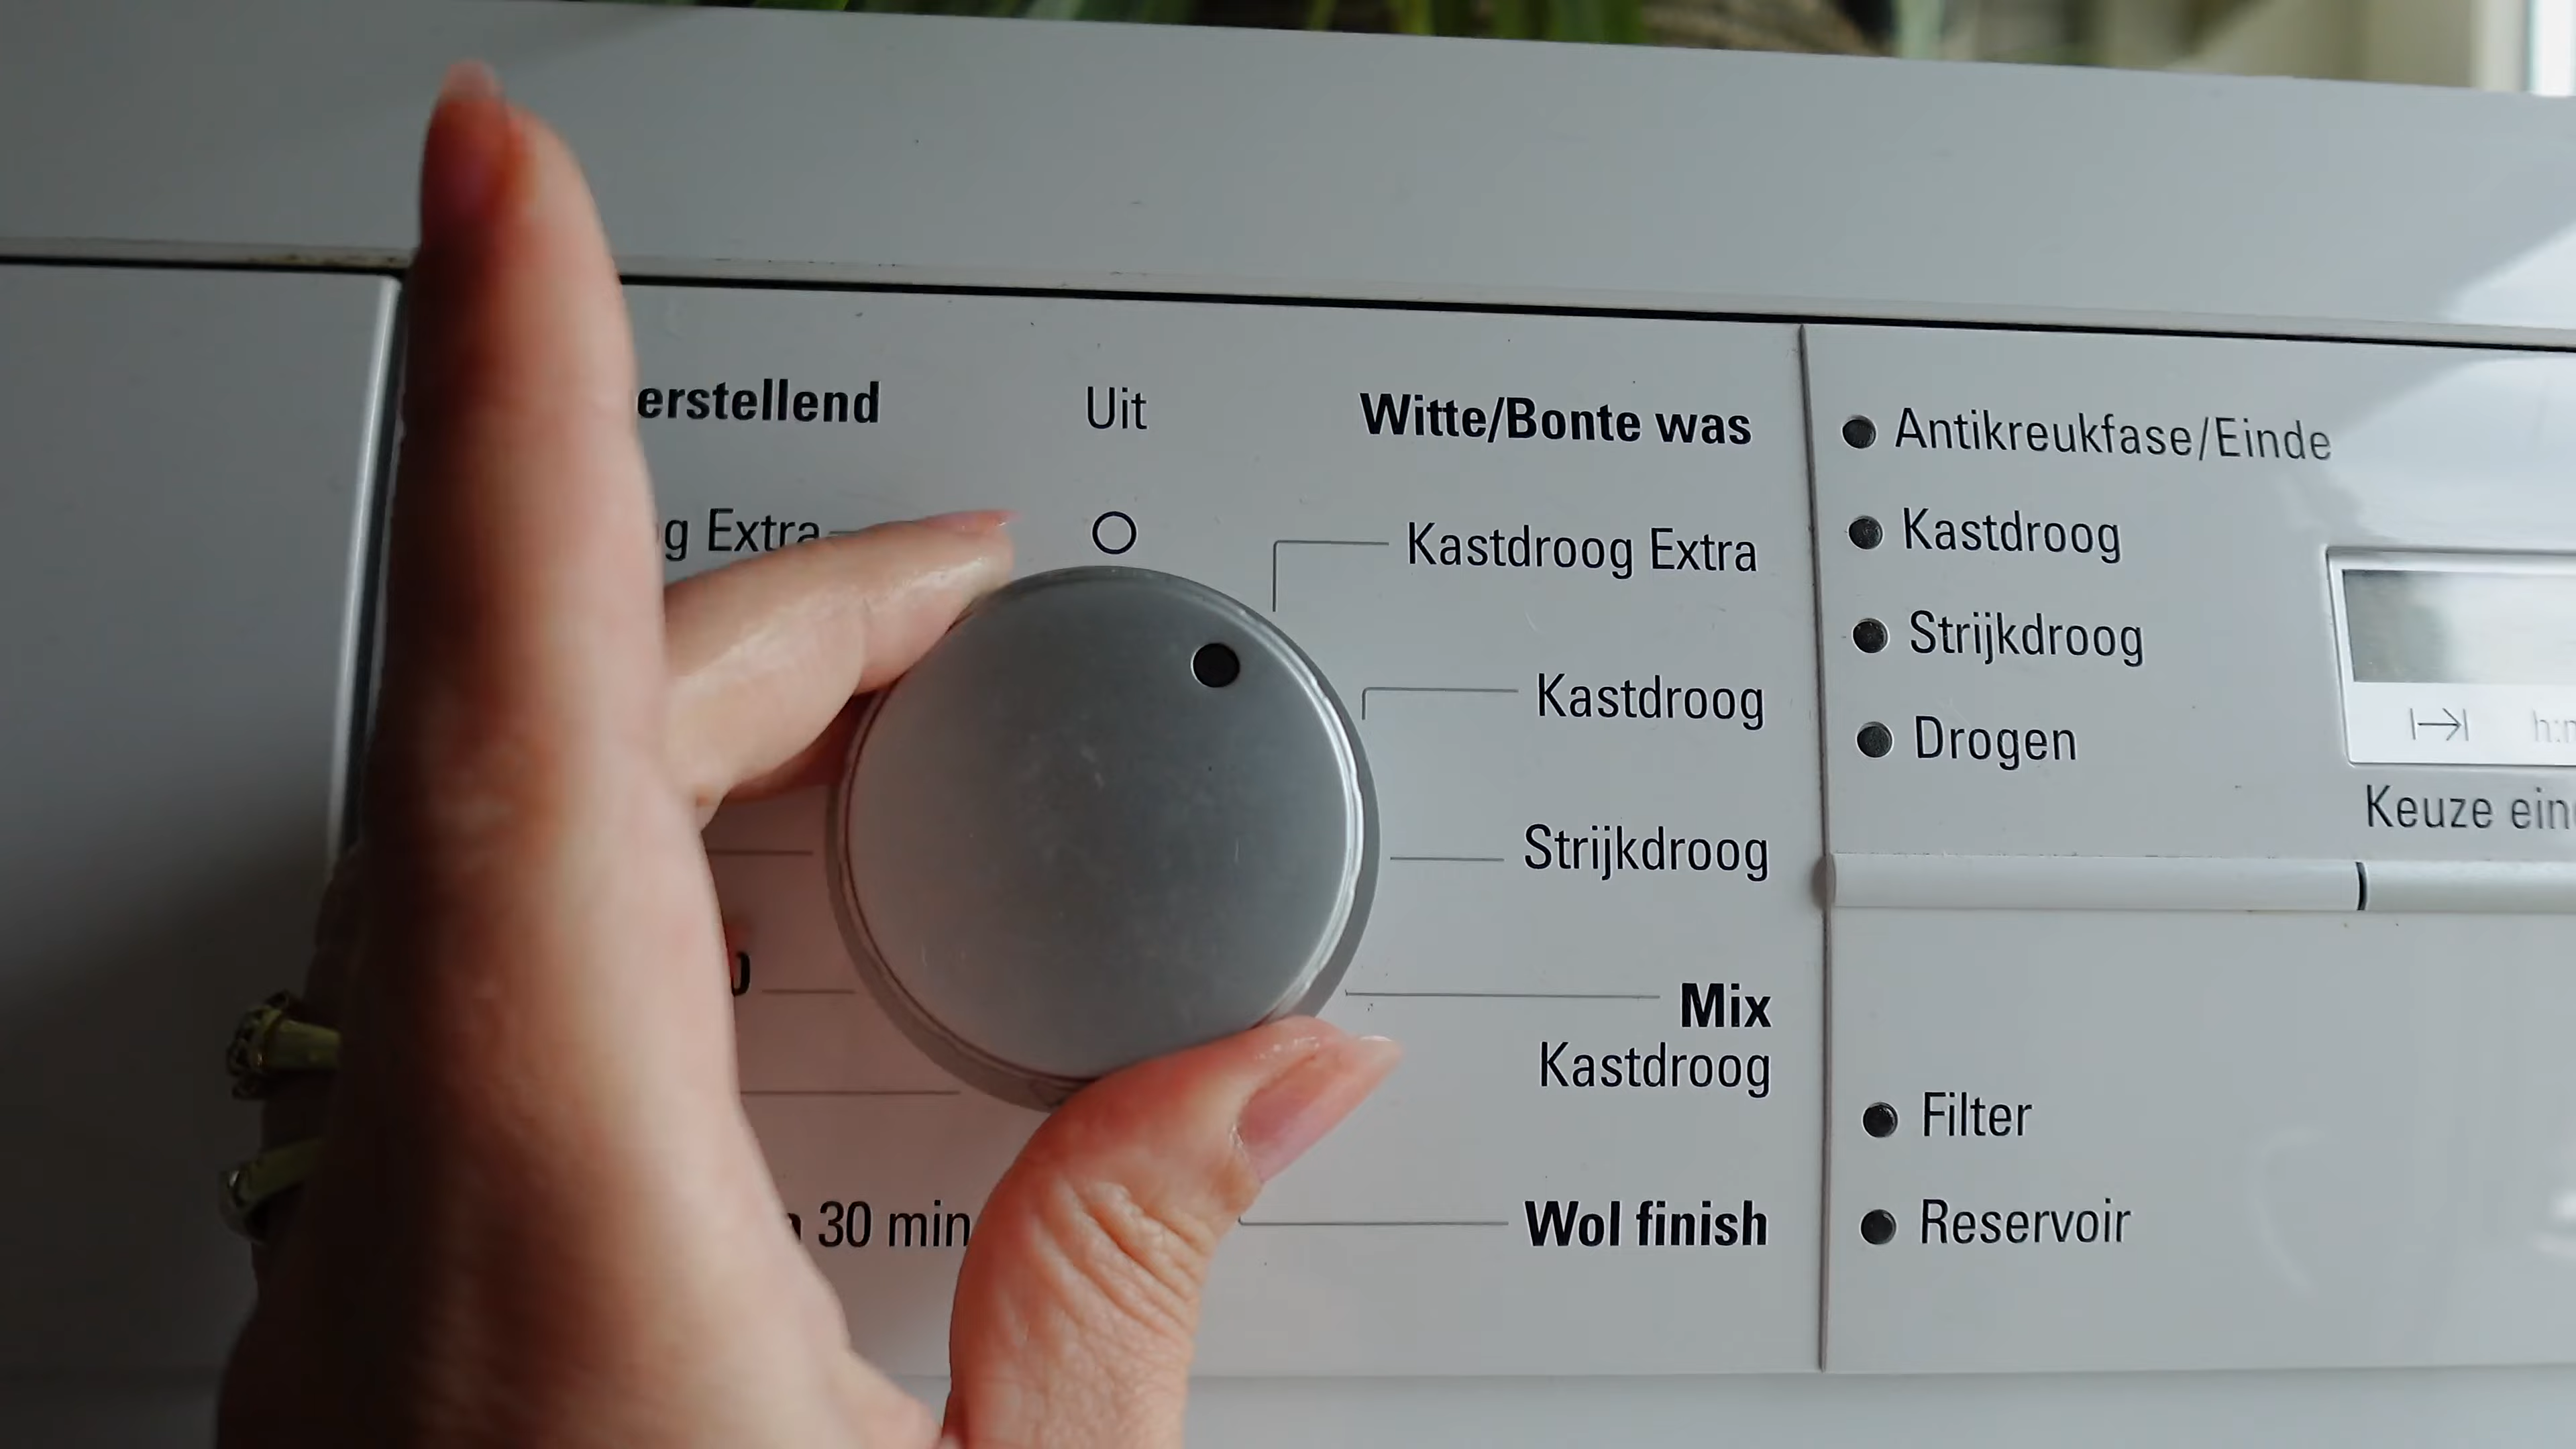 erstellend
Uit
Witte/Bonte was
g Extra
Kastdroog Extra
Kastdroog
Strijkdroog
Mix
Kastdroog
30 min
Wol finish
Antikreukfase/Einde
Kastdroog
Strijkdroog
Drogen
h:m
Keuze eind
Filter
Reservoir